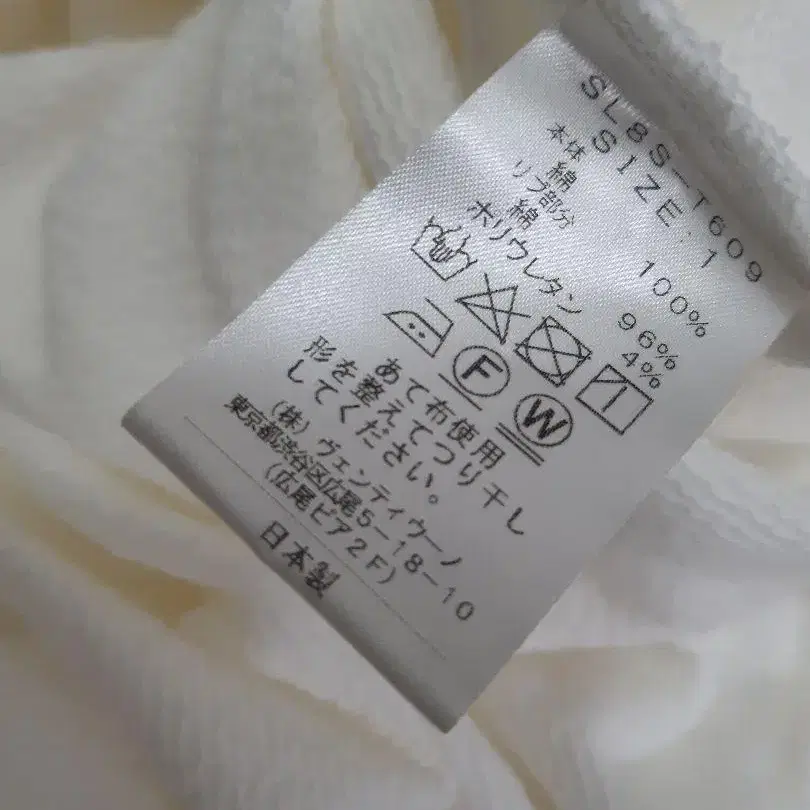 SL8S-T609
SIZE:1
本体
綿 100%
リブ部分
綿 96%
ポリウレタン 4%
F W
あて布使用
形を整えてつり干し
してください。
(株)ヴェンティウーノ
東京都渋谷区広尾5-18-10
(広尾ピア2F)
日本製